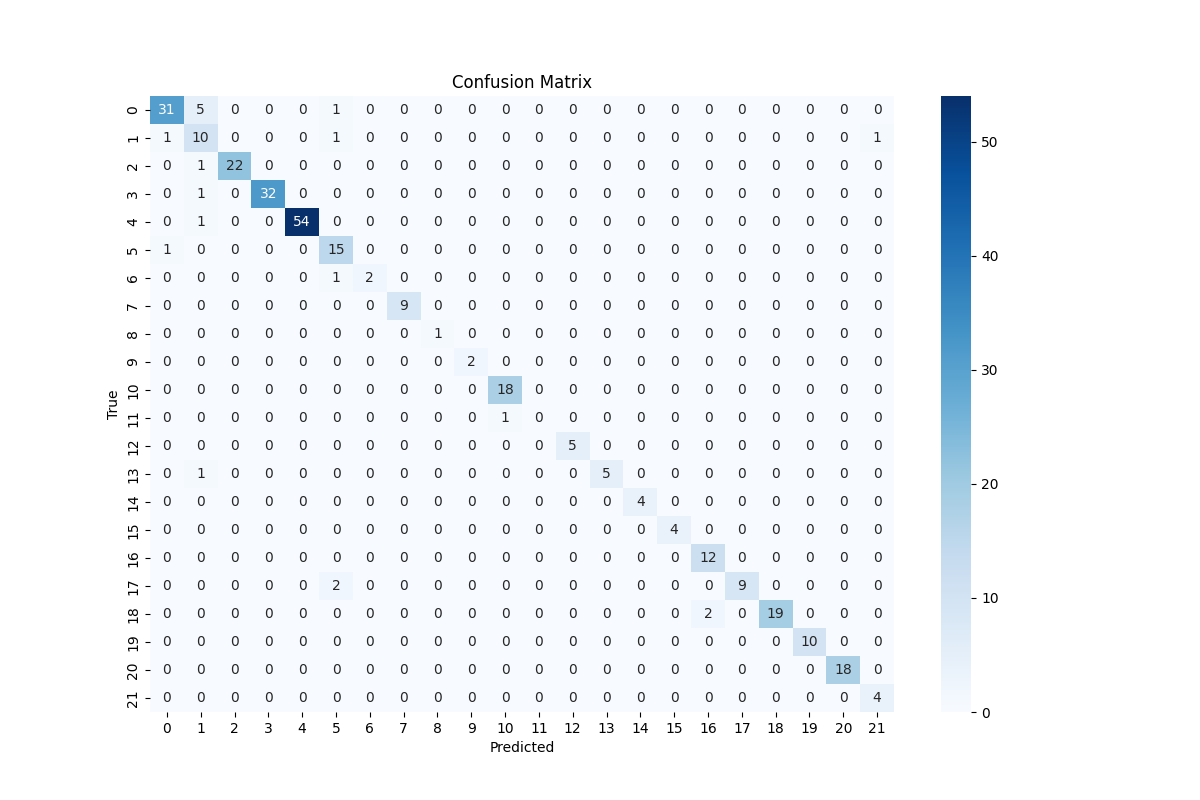 Confusion Matrix
0 31 5 0 0 0 1 0 0 0 0 0 0 0 0 0 0 0 0 0 0 0 0
1 1 10 0 0 0 1 0 0 0 0 0 0 0 0 0 0 0 0 0 0 0 1
2 0 1 22 0 0 0 0 0 0 0 0 0 0 0 0 0 0 0 0 0 0 0
3 0 1 0 32 0 0 0 0 0 0 0 0 0 0 0 0 0 0 0 0 0 0
4 0 1 0 0 54 0 0 0 0 0 0 0 0 0 0 0 0 0 0 0 0 0
5 1 0 0 0 0 15 0 0 0 0 0 0 0 0 0 0 0 0 0 0 0 0
6 0 0 0 0 0 1 2 0 0 0 0 0 0 0 0 0 0 0 0 0 0 0
7 0 0 0 0 0 0 0 9 0 0 0 0 0 0 0 0 0 0 0 0 0 0
8 0 0 0 0 0 0 0 0 1 0 0 0 0 0 0 0 0 0 0 0 0 0
9 0 0 0 0 0 0 0 0 0 2 0 0 0 0 0 0 0 0 0 0 0 0
10 0 0 0 0 0 0 0 0 0 0 18 0 0 0 0 0 0 0 0 0 0 0
11 0 0 0 0 0 0 0 0 0 0 1 0 0 0 0 0 0 0 0 0 0 0
12 0 0 0 0 0 0 0 0 0 0 0 0 5 0 0 0 0 0 0 0 0 0
13 0 1 0 0 0 0 0 0 0 0 0 0 0 5 0 0 0 0 0 0 0 0
14 0 0 0 0 0 0 0 0 0 0 0 0 0 0 4 0 0 0 0 0 0 0
15 0 0 0 0 0 0 0 0 0 0 0 0 0 0 0 4 0 0 0 0 0 0
16 0 0 0 0 0 0 0 0 0 0 0 0 0 0 0 0 12 0 0 0 0 0
17 0 0 0 0 0 2 0 0 0 0 0 0 0 0 0 0 0 9 0 0 0 0
18 0 0 0 0 0 0 0 0 0 0 0 0 0 0 0 0 2 0 19 0 0 0
19 0 0 0 0 0 0 0 0 0 0 0 0 0 0 0 0 0 0 0 10 0 0
20 0 0 0 0 0 0 0 0 0 0 0 0 0 0 0 0 0 0 0 0 18 0
21 0 0 0 0 0 0 0 0 0 0 0 0 0 0 0 0 0 0 0 0 0 4
0 1 2 3 4 5 6 7 8 9 10 11 12 13 14 15 16 17 18 19 20 21
Predicted
True
50
40
30
20
10
0